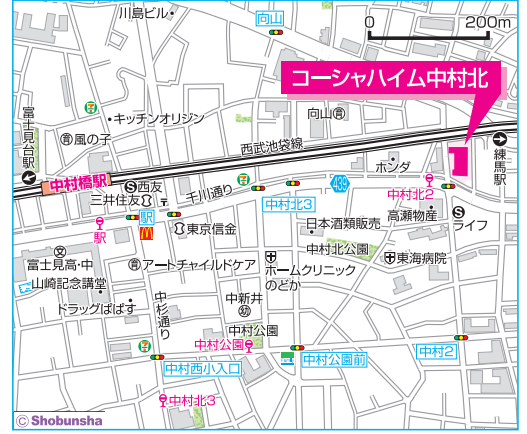 川島ビル
向山
0 200m
コーシャハイム中村北
キッチンオリジン
向山保
富士見台駅
保風の子
西武池袋線
練馬駅
ホンダ
中村橋駅
S西友
三井住友
千川通り
439
中村北2
駅
中村北3
高瀬物産
S
ライフ
駅
東京信金
日本酒類販売
中村北公園
富士見高・中
保アートチャイルドケア
ホームクリニック
のどか
東海病院
山崎記念講堂
ドラッグぱぱす
中杉通り
中新井
幼
中村公園
中村公園
中村公園前
中村2
中村西小入口
中村北3
© Shobunsha